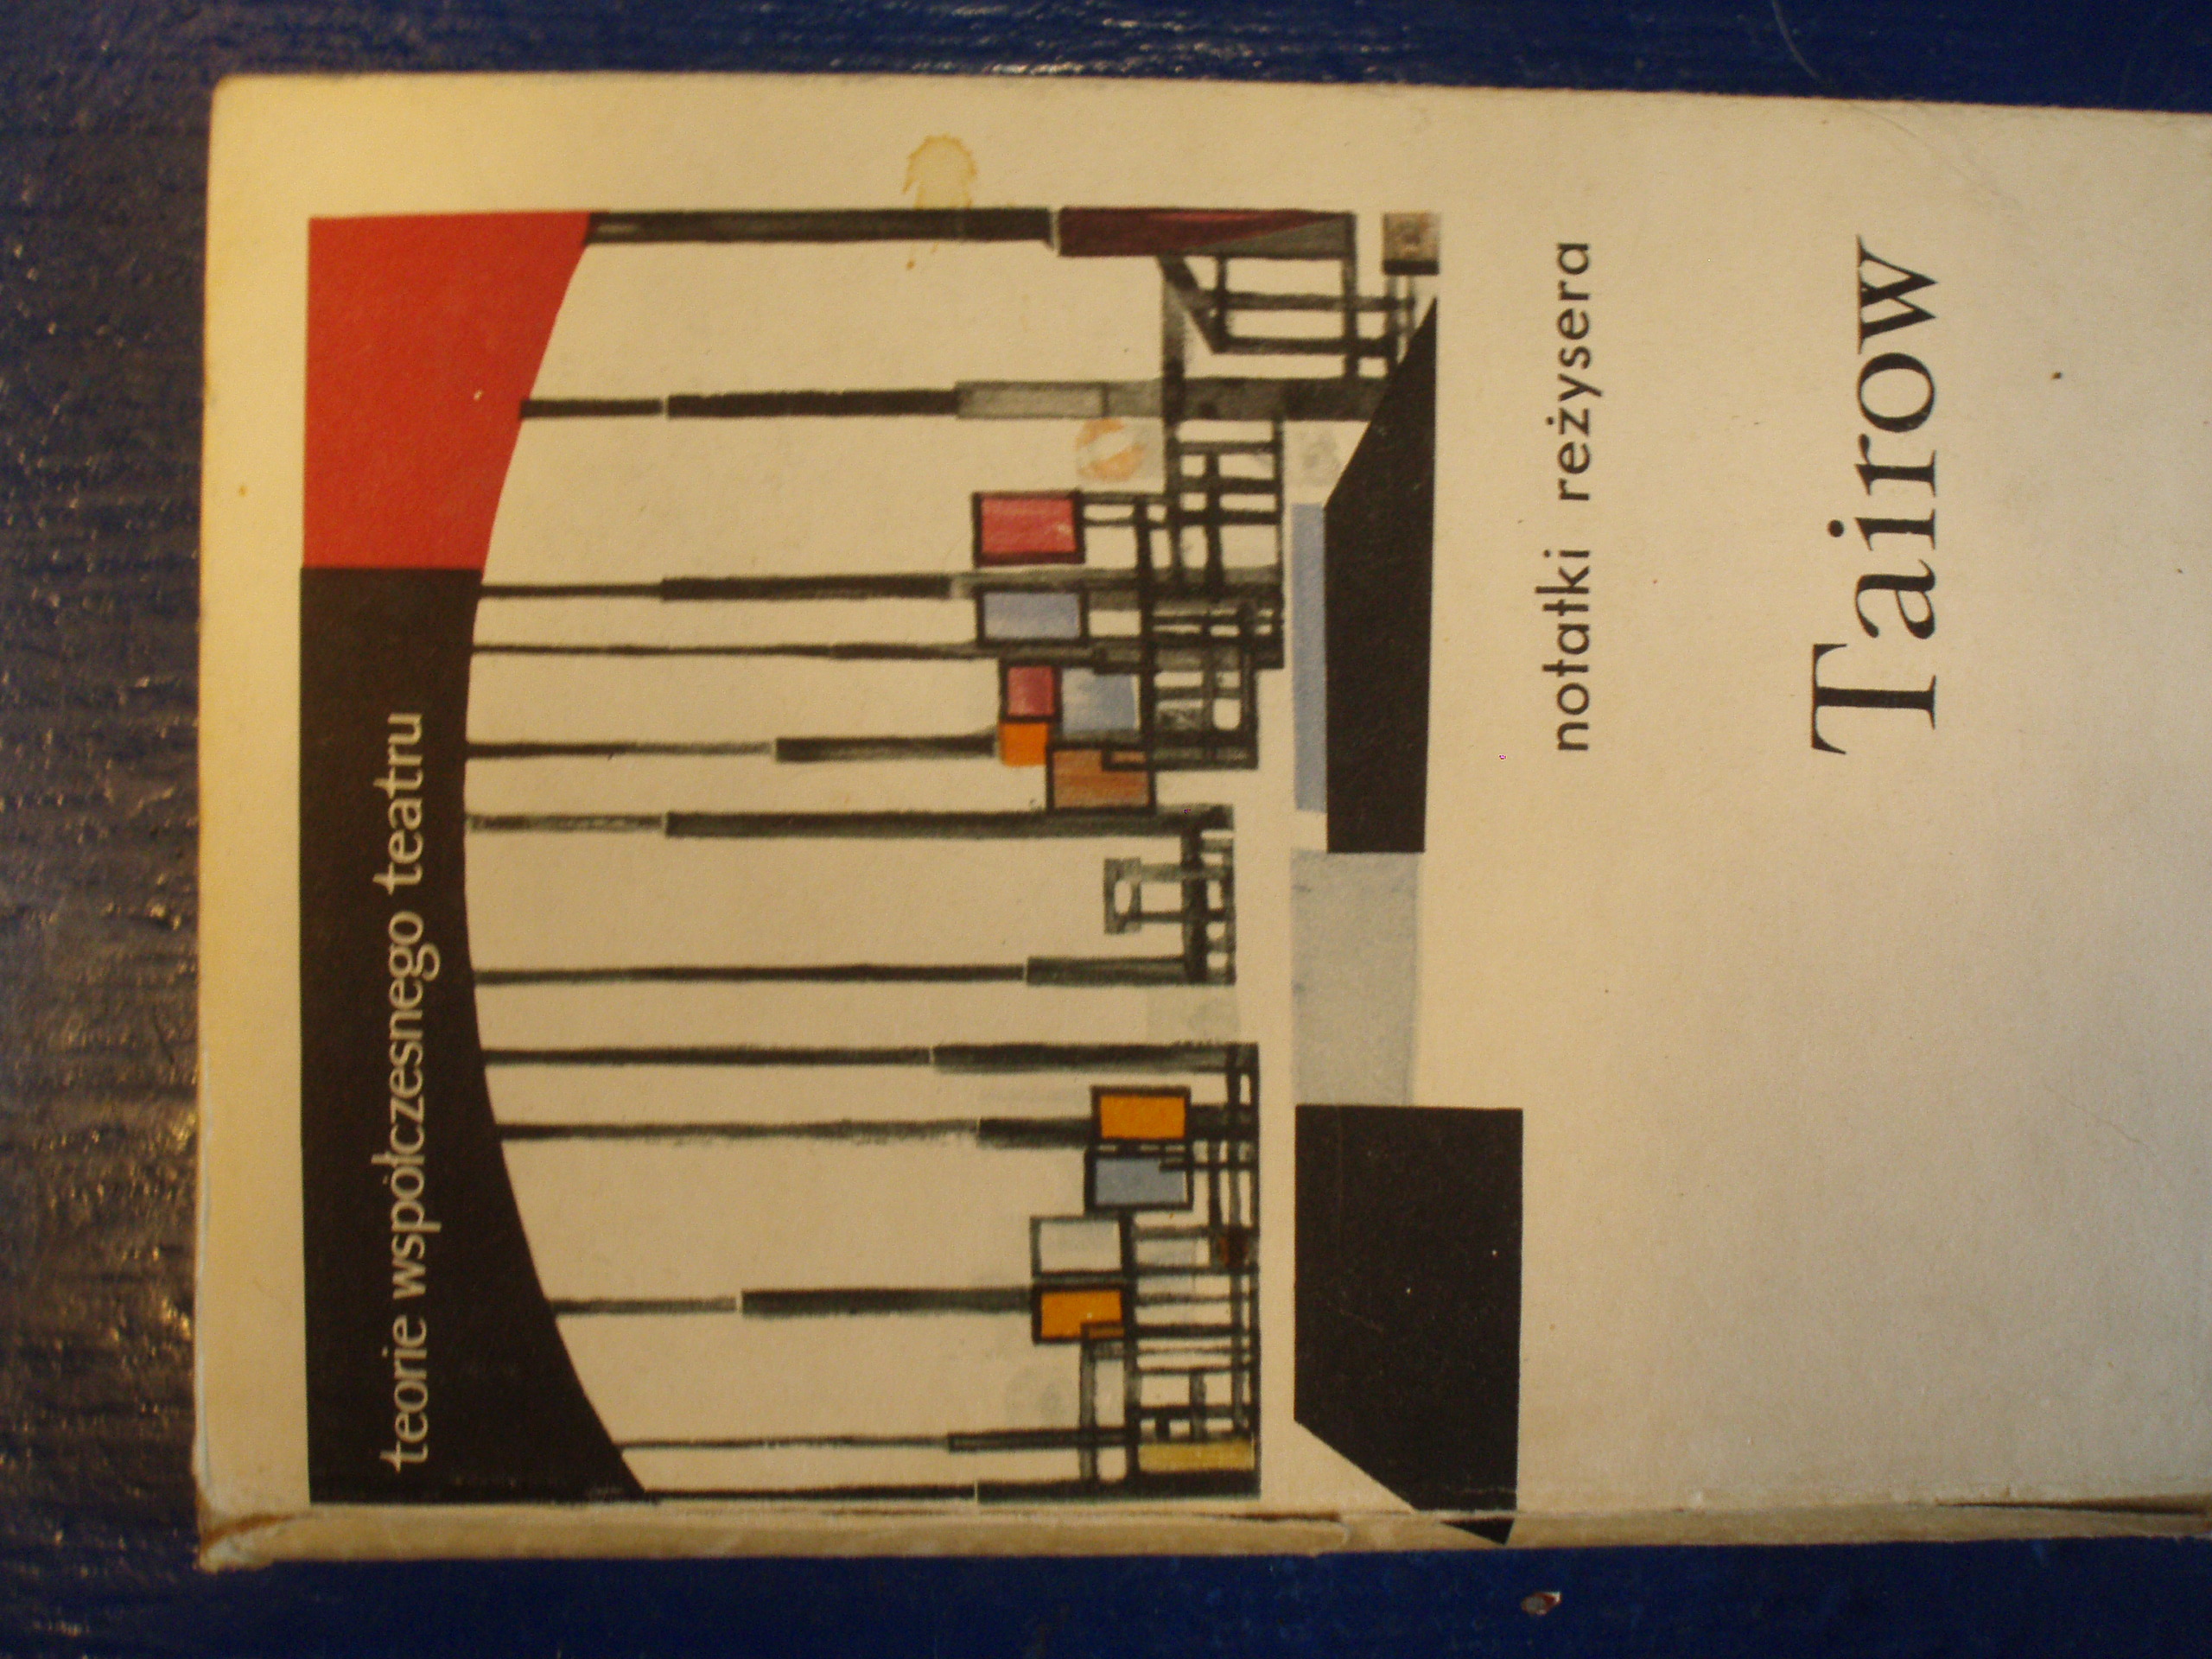 teorie współczesnego teatru
notatki reżysera
Tairow